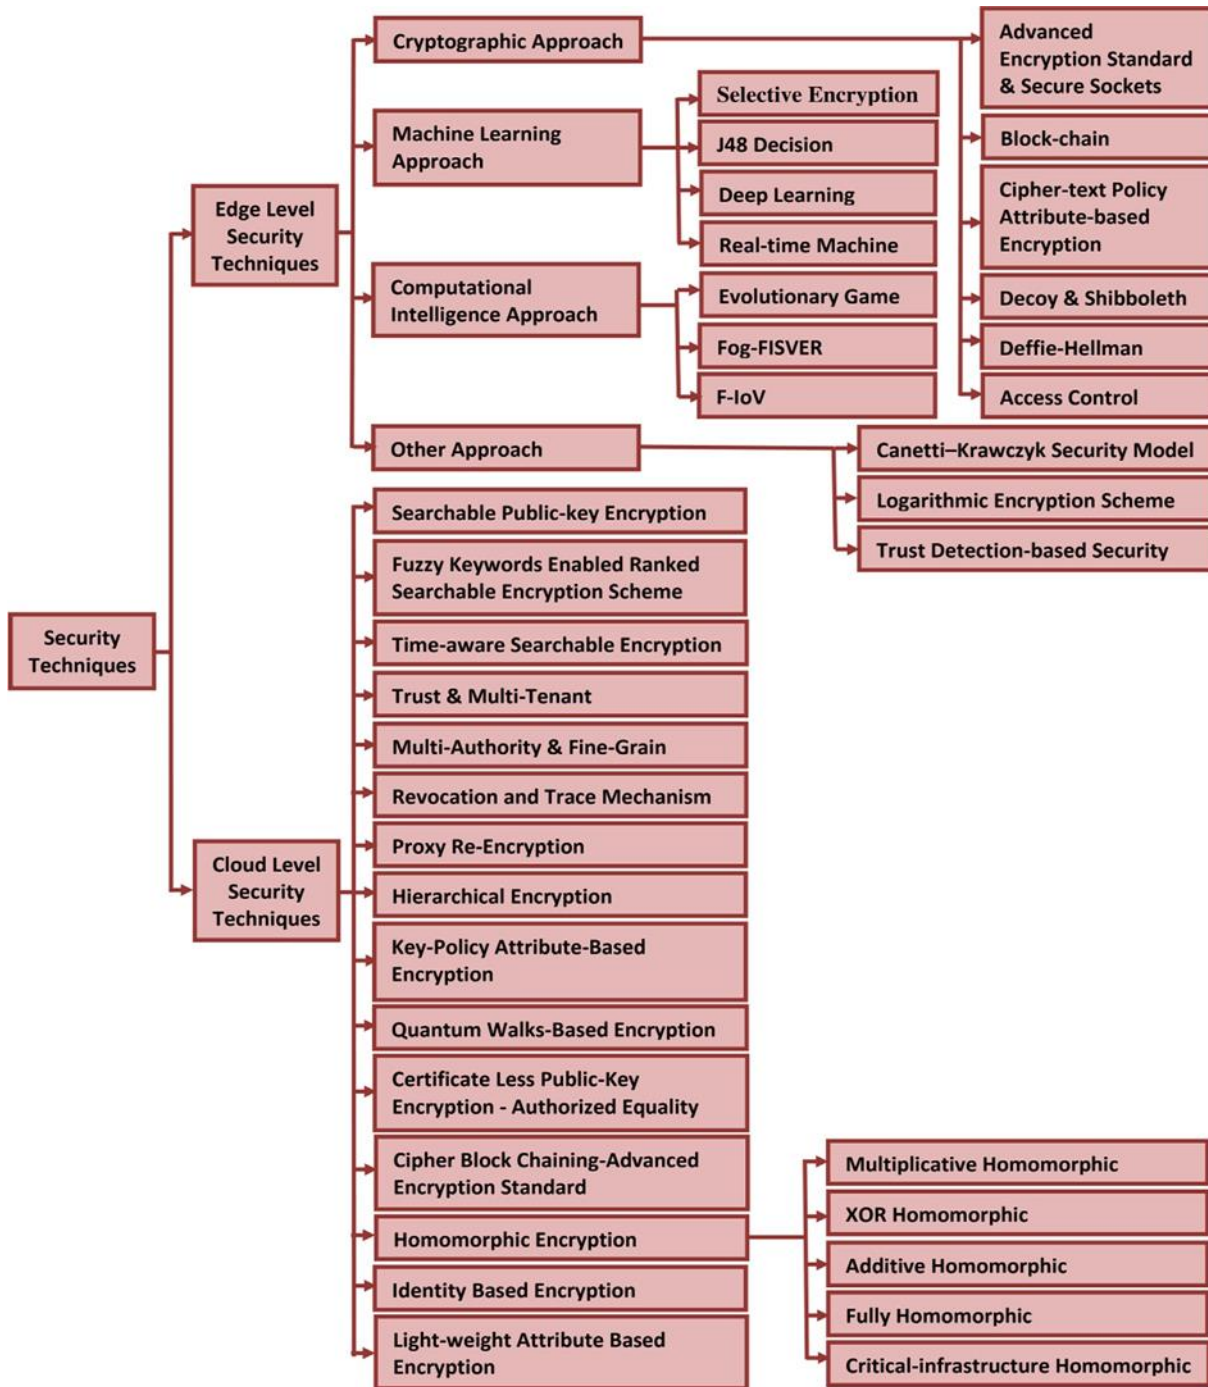 Security
Techniques
Edge Level
Security
Techniques
Cryptographic Approach
Advanced
Encryption Standard
& Secure Sockets
Block-chain
Cipher-text Policy
Attribute-based
Encryption
Decoy & Shibboleth
Deffie-Hellman
Access Control
Machine Learning
Approach
Selective Encryption
J48 Decision
Deep Learning
Real-time Machine
Computational
Intelligence Approach
Evolutionary Game
Fog-FISVER
F-IoV
Other Approach
Canetti–Krawczyk Security Model
Logarithmic Encryption Scheme
Trust Detection-based Security
Cloud Level
Security
Techniques
Searchable Public-key Encryption
Fuzzy Keywords Enabled Ranked
Searchable Encryption Scheme
Time-aware Searchable Encryption
Trust & Multi-Tenant
Multi-Authority & Fine-Grain
Revocation and Trace Mechanism
Proxy Re-Encryption
Hierarchical Encryption
Key-Policy Attribute-Based
Encryption
Quantum Walks-Based Encryption
Certificate Less Public-Key
Encryption - Authorized Equality
Cipher Block Chaining-Advanced
Encryption Standard
Homomorphic Encryption
Multiplicative Homomorphic
XOR Homomorphic
Additive Homomorphic
Fully Homomorphic
Critical-infrastructure Homomorphic
Identity Based Encryption
Light-weight Attribute Based
Encryption